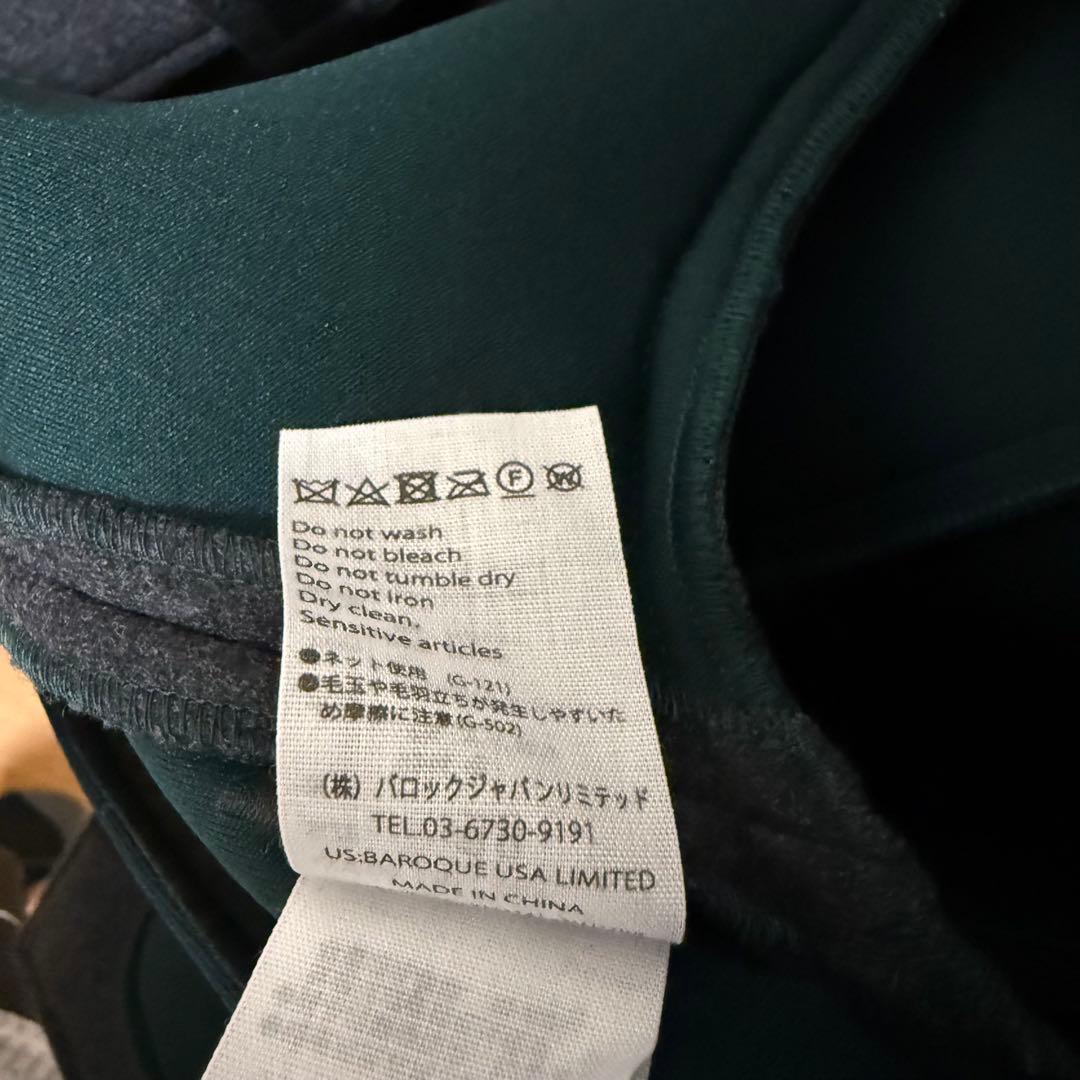 F W
Do not wash
Do not bleach
Do not tumble dry
Do not iron
Dry clean,
Sensitive articles
●ネット使用 (G-121)
●毛玉や毛羽立ちが発生しやすいた
め摩擦に注意(G-502)
(株) バロックジャパンリミテッド
TEL.03-6730-9191
US;BAROQUE USA LIMITED
MADE IN CHINA